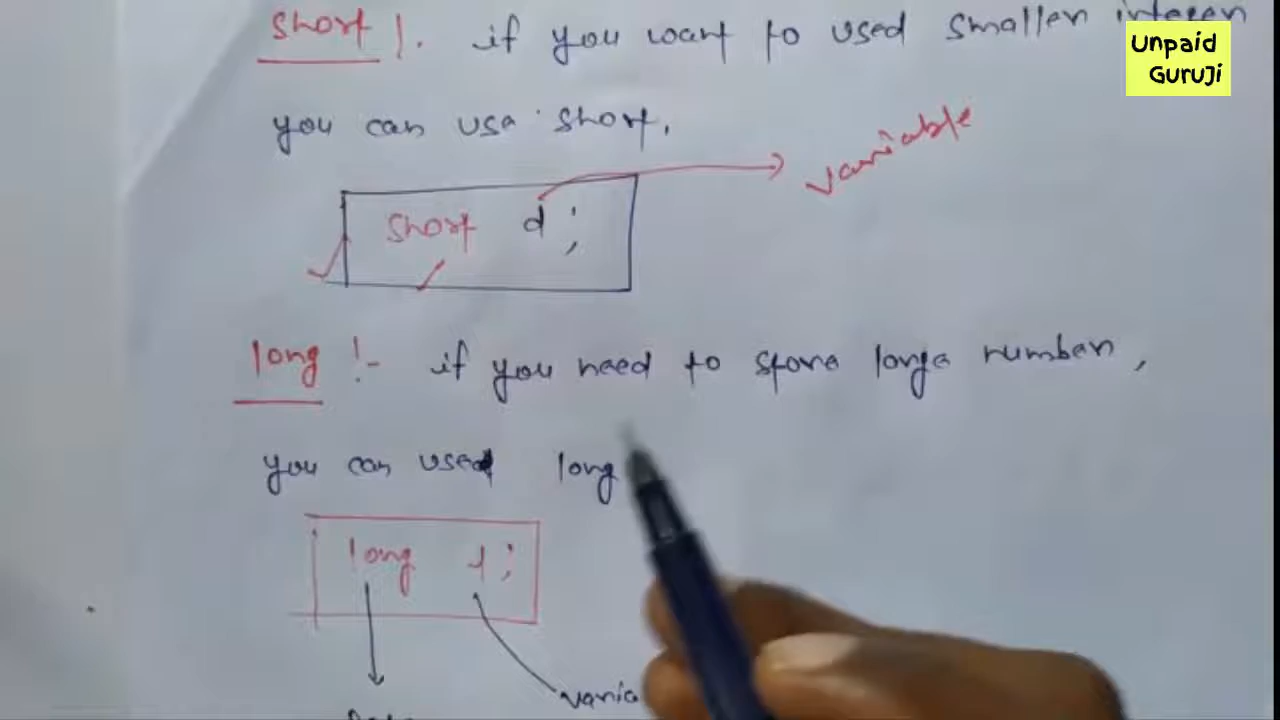 short !. if you want to used smaller integer
Unpaid
Guruji
you can use short.
variable
short d ;
long !- if you need to store large number,
you can used long
long d ;